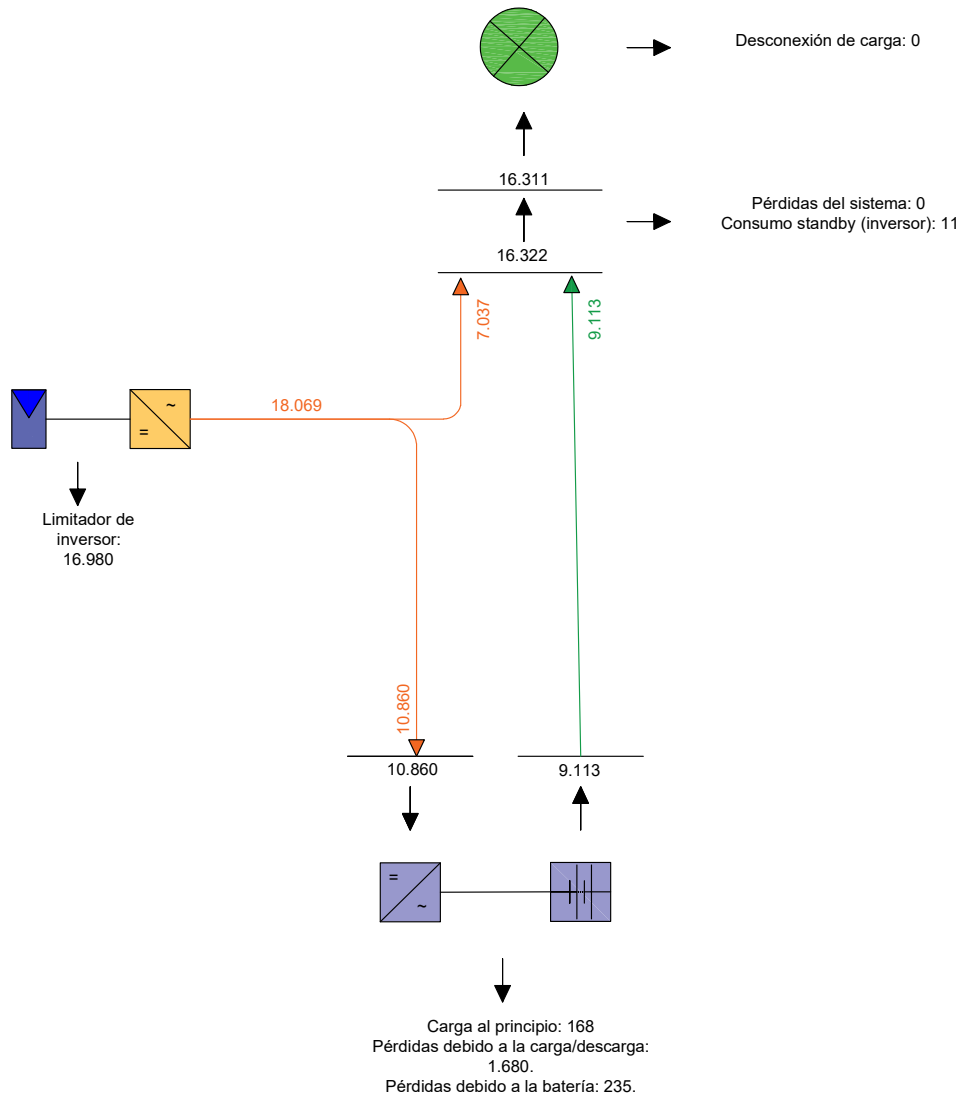 Desconexión de carga: 0
16.311
Pérdidas del sistema: 0
Consumo standby (inversor): 11
16.322
7.037
9.113
18.069
~
=
Limitador de
inversor:
16.980
10.860
10.860
9.113
=
~
Carga al principio: 168
Pérdidas debido a la carga/descarga:
1.680.
Pérdidas debido a la batería: 235.